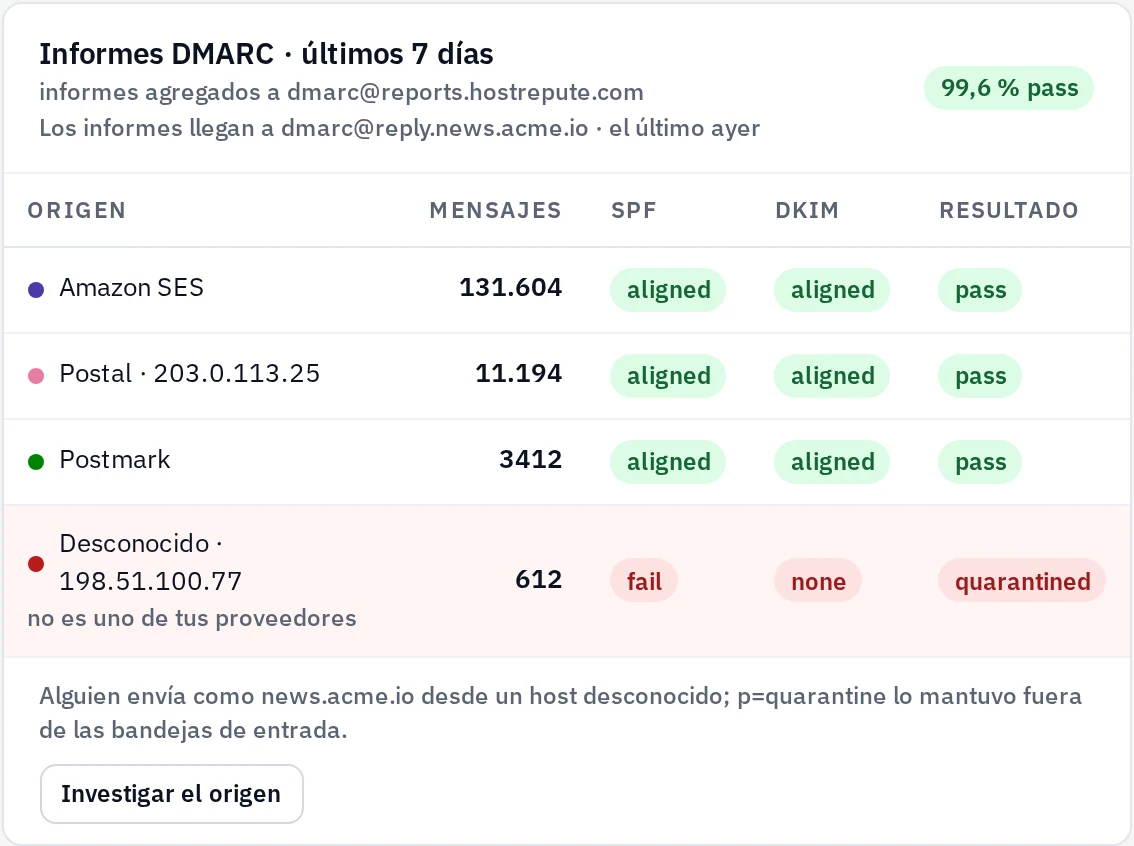 Informes DMARC · últimos 7 días
informes agregados a dmarc@reports.hostrepute.com
Los informes llegan a dmarc@reply.news.acme.io · el último ayer
99,6 % pass
ORIGEN MENSAJES SPF DKIM RESULTADO
Amazon SES 131.604 aligned aligned pass
Postal · 203.0.113.25 11.194 aligned aligned pass
Postmark 3412 aligned aligned pass
Desconocido ·
198.51.100.77 612 fail none quarantined
no es uno de tus proveedores
Alguien envía como news.acme.io desde un host desconocido; p=quarantine lo mantuvo fuera
de las bandejas de entrada.
Investigar el origen